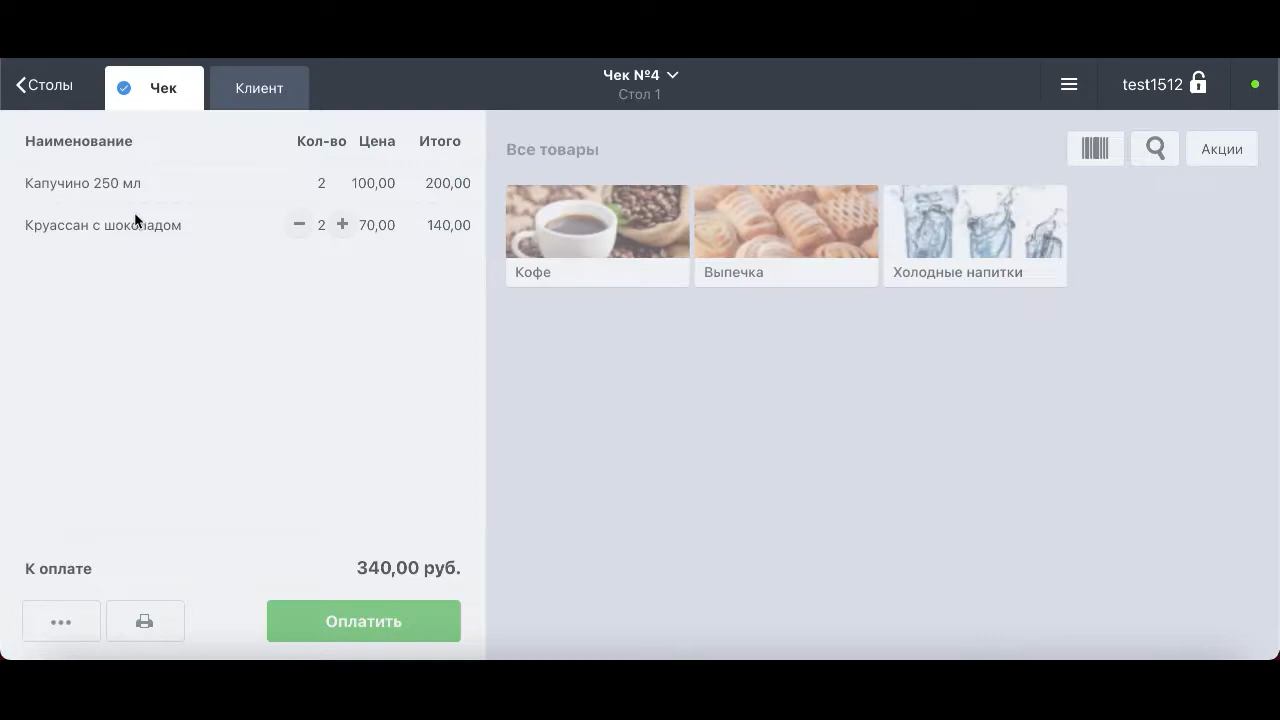 Столы
Чек
Клиент
Чек №4
Стол 1
test1512
Наименование Кол-во Цена Итого
Капучино 250 мл 2 100,00 200,00
Круассан с шоколадом − 2 + 70,00 140,00
К оплате 340,00 руб.
Оплатить
Все товары
Акции
Кофе
Выпечка
Холодные напитки